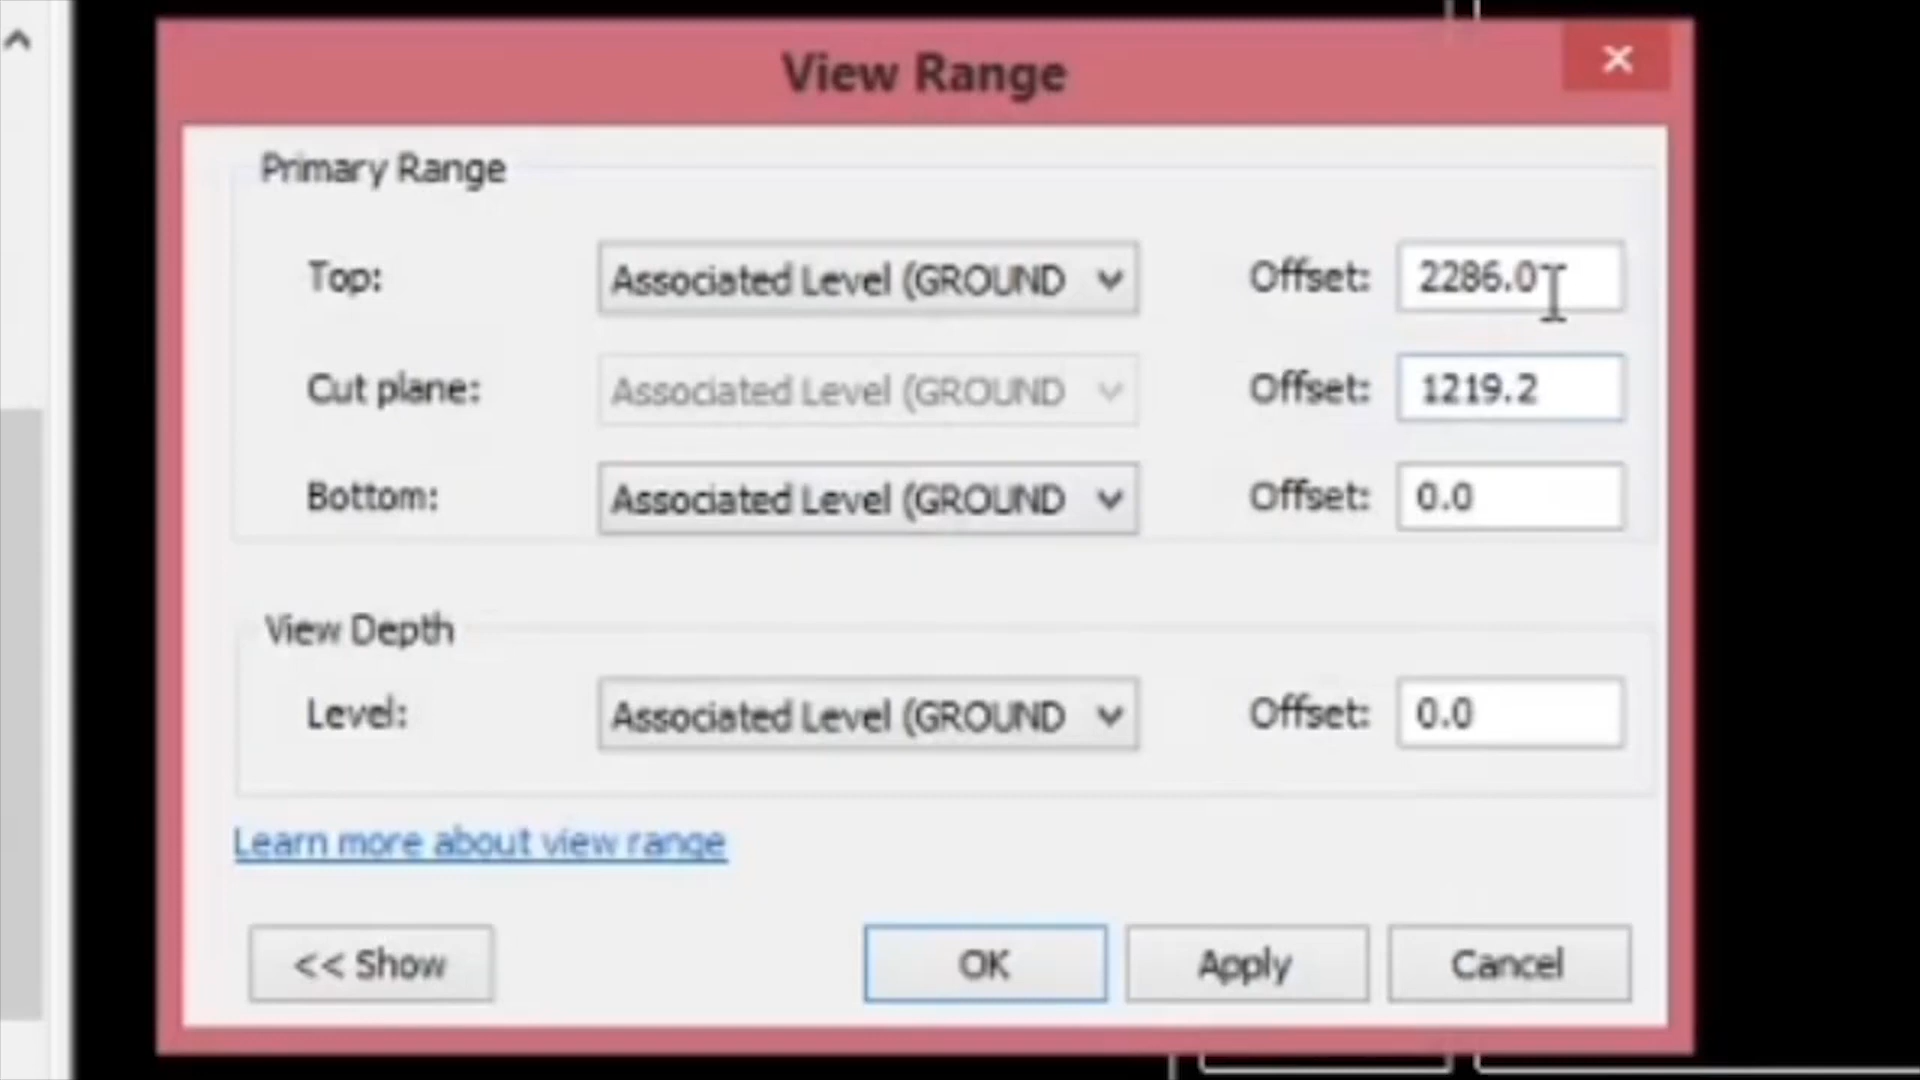 View Range
Primary Range
Top: Associated Level (GROUND Offset: 2286.0
Cut plane: Associated Level (GROUND Offset: 1219.2
Bottom: Associated Level (GROUND Offset: 0.0
View Depth
Level: Associated Level (GROUND Offset: 0.0
Learn more about view range
<< Show OK Apply Cancel